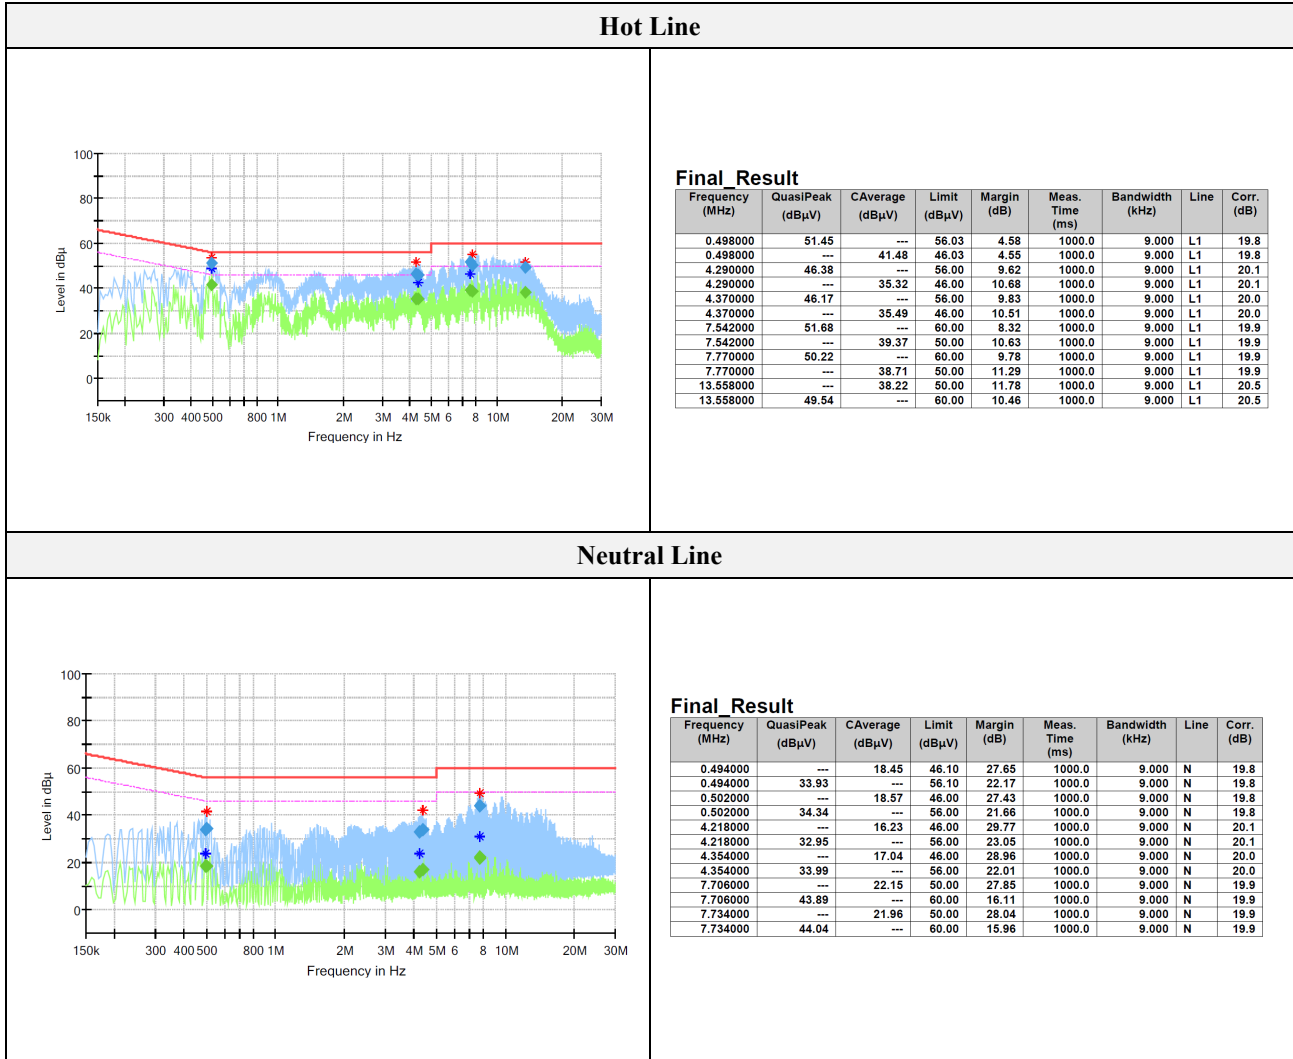 Hot Line
Level in dBµ
100
80
60
40
20
0
150k 300 400 500 800 1M 2M 3M 4M 5M 6 8 10M 20M 30M
Frequency in Hz
Final_Result
Frequency (MHz) QuasiPeak (dBµV) CAverage (dBµV) Limit (dBµV) Margin (dB) Meas. Time (ms) Bandwidth (kHz) Line Corr. (dB)
0.498000 51.45 --- 56.03 4.58 1000.0 9.000 L1 19.8
0.498000 --- 41.48 46.03 4.55 1000.0 9.000 L1 19.8
4.290000 46.38 --- 56.00 9.62 1000.0 9.000 L1 20.1
4.290000 --- 35.32 46.00 10.68 1000.0 9.000 L1 20.1
4.370000 46.17 --- 56.00 9.83 1000.0 9.000 L1 20.0
4.370000 --- 35.49 46.00 10.51 1000.0 9.000 L1 20.0
7.542000 51.68 --- 60.00 8.32 1000.0 9.000 L1 19.9
7.542000 --- 39.37 50.00 10.63 1000.0 9.000 L1 19.9
7.770000 50.22 --- 60.00 9.78 1000.0 9.000 L1 19.9
7.770000 --- 38.71 50.00 11.29 1000.0 9.000 L1 19.9
13.558000 --- 38.22 50.00 11.78 1000.0 9.000 L1 20.5
13.558000 49.54 --- 60.00 10.46 1000.0 9.000 L1 20.5
Neutral Line
Level in dBµ
100
80
60
40
20
0
150k 300 400 500 800 1M 2M 3M 4M 5M 6 8 10M 20M 30M
Frequency in Hz
Final_Result
Frequency (MHz) QuasiPeak (dBµV) CAverage (dBµV) Limit (dBµV) Margin (dB) Meas. Time (ms) Bandwidth (kHz) Line Corr. (dB)
0.494000 --- 18.45 46.10 27.65 1000.0 9.000 N 19.8
0.494000 33.93 --- 56.10 22.17 1000.0 9.000 N 19.8
0.502000 --- 18.57 46.00 27.43 1000.0 9.000 N 19.8
0.502000 34.34 --- 56.00 21.66 1000.0 9.000 N 19.8
4.218000 --- 16.23 46.00 29.77 1000.0 9.000 N 20.1
4.218000 32.95 --- 56.00 23.05 1000.0 9.000 N 20.1
4.354000 --- 17.04 46.00 28.96 1000.0 9.000 N 20.0
4.354000 33.99 --- 56.00 22.01 1000.0 9.000 N 20.0
7.706000 --- 22.15 50.00 27.85 1000.0 9.000 N 19.9
7.706000 43.89 --- 60.00 16.11 1000.0 9.000 N 19.9
7.734000 --- 21.96 50.00 28.04 1000.0 9.000 N 19.9
7.734000 44.04 --- 60.00 15.96 1000.0 9.000 N 19.9